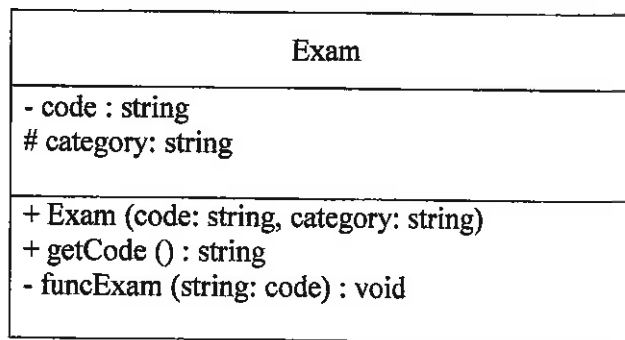 Exam
- code : string
# category: string
+ Exam (code: string, category: string)
+ getCode () : string
- funcExam (string: code) : void